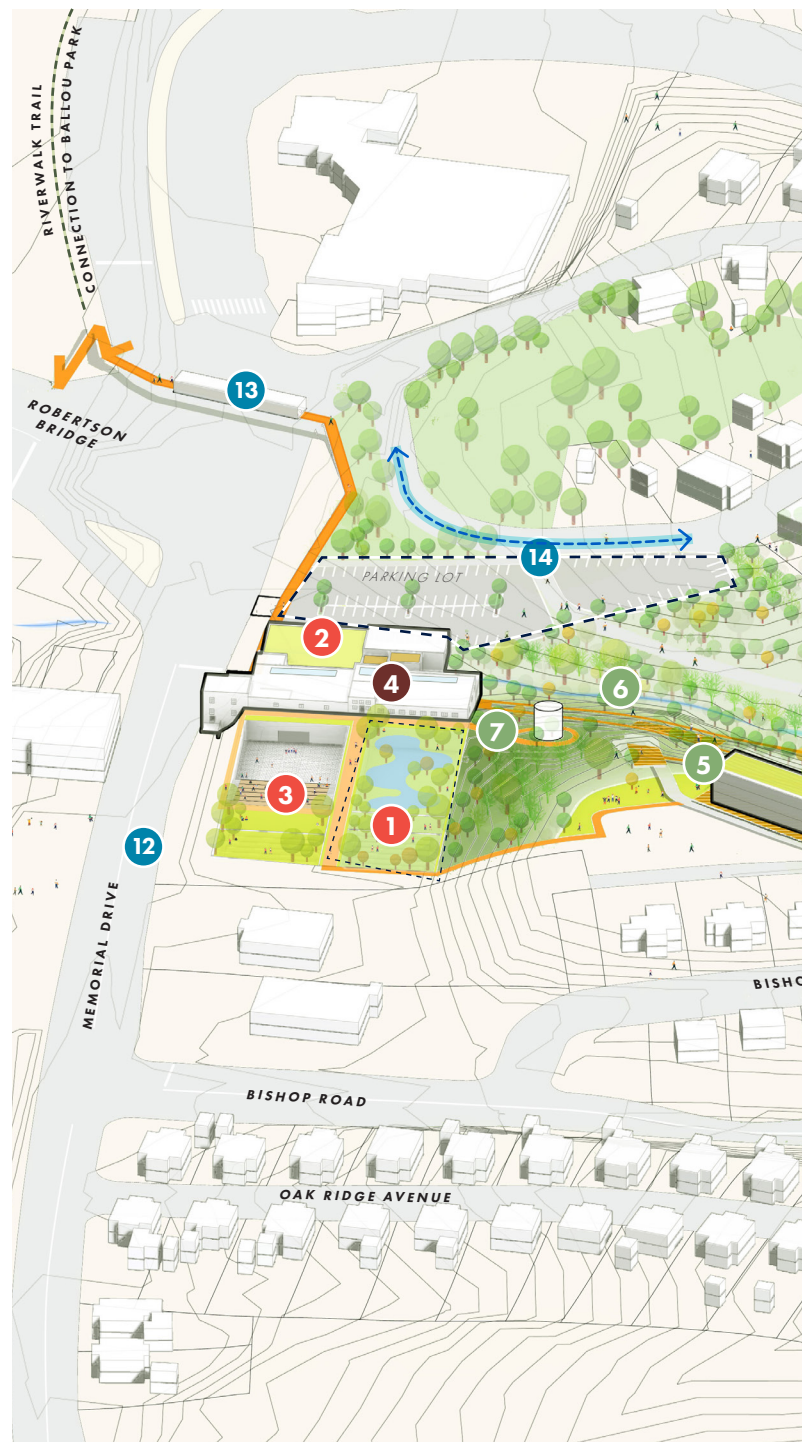 RIVERWALK TRAIL
CONNECTION TO BALLOU PARK
13
ROBERTSON
BRIDGE
14
PARKING LOT
2
4
6
7
5
3
1
12
MEMORIAL DRIVE
BISHO
BISHOP ROAD
OAK RIDGE AVENUE